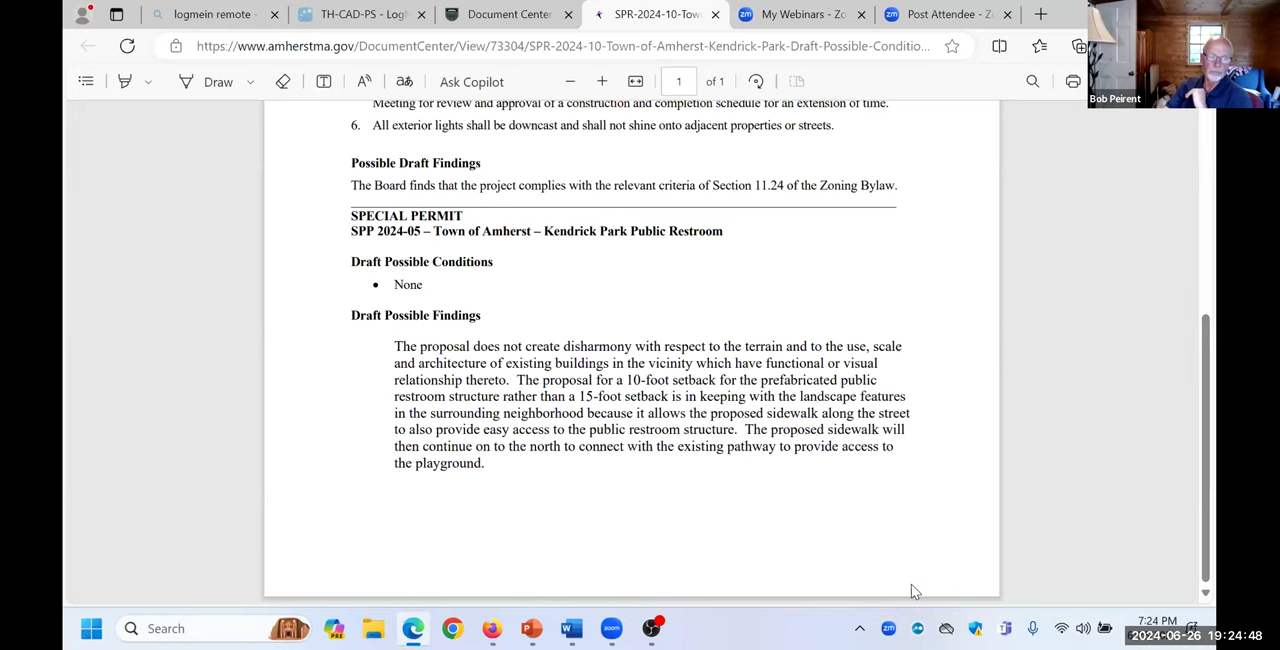 logmein remote -
TH-CAD-PS - LogM
Document Center
SPR-2024-10-Town
My Webinars - Zo
Post Attendee - Z
https://www.amherstma.gov/DocumentCenter/View/73304/SPR-2024-10-Town-of-Amherst-Kendrick-Park-Draft-Possible-Conditio...
Draw
Ask Copilot
1
of 1
Bob Peirent
Meeting for review and approval of a construction and completion schedule for an extension of time.
6. All exterior lights shall be downcast and shall not shine onto adjacent properties or streets.
Possible Draft Findings
The Board finds that the project complies with the relevant criteria of Section 11.24 of the Zoning Bylaw.
SPECIAL PERMIT
SPP 2024-05 – Town of Amherst – Kendrick Park Public Restroom
Draft Possible Conditions
• None
Draft Possible Findings
The proposal does not create disharmony with respect to the terrain and to the use, scale
and architecture of existing buildings in the vicinity which have functional or visual
relationship thereto. The proposal for a 10-foot setback for the prefabricated public
restroom structure rather than a 15-foot setback is in keeping with the landscape features
in the surrounding neighborhood because it allows the proposed sidewalk along the street
to also provide easy access to the public restroom structure. The proposed sidewalk will
then continue on to the north to connect with the existing pathway to provide access to
the playground.
Search
zoom
7:24 PM
2024-06-26 19:24:48